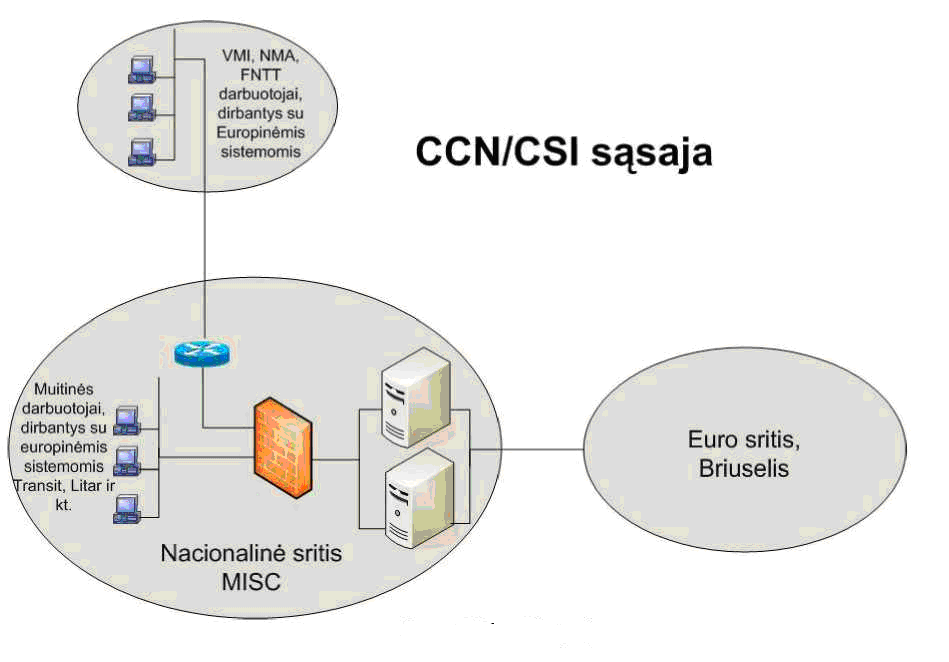 VMI, NMA,
FNTT
darbuotojai,
dirbantys su
Europinėmis
sistemomis
CCN/CSI sąsaja
Muitinės
darbuotojai,
dirbantys su
europinėmis
sistemomis
Transit, Litar ir
kt.
Nacionalinė sritis
MISC
Euro sritis,
Briuselis